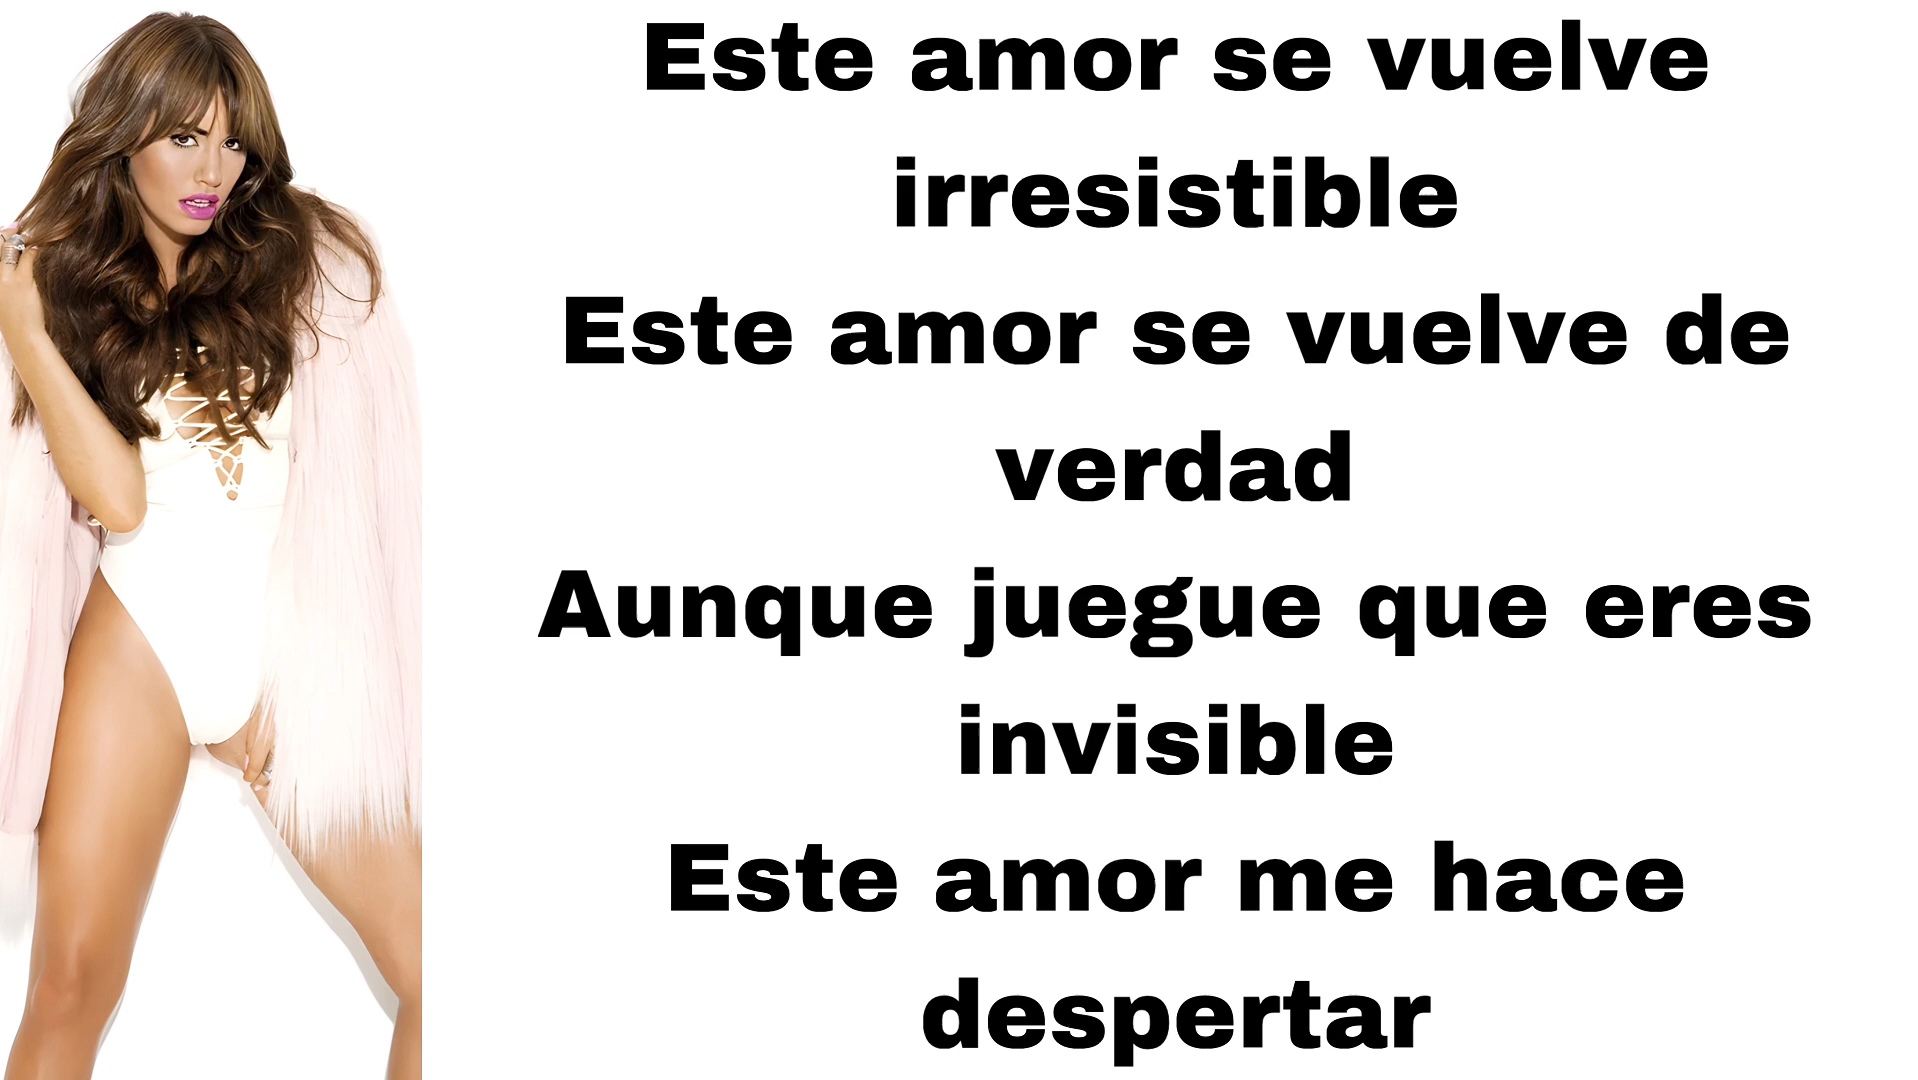 Este amor se vuelve
irresistible
Este amor se vuelve de
verdad
Aunque juegue que eres
invisible
Este amor me hace
despertar